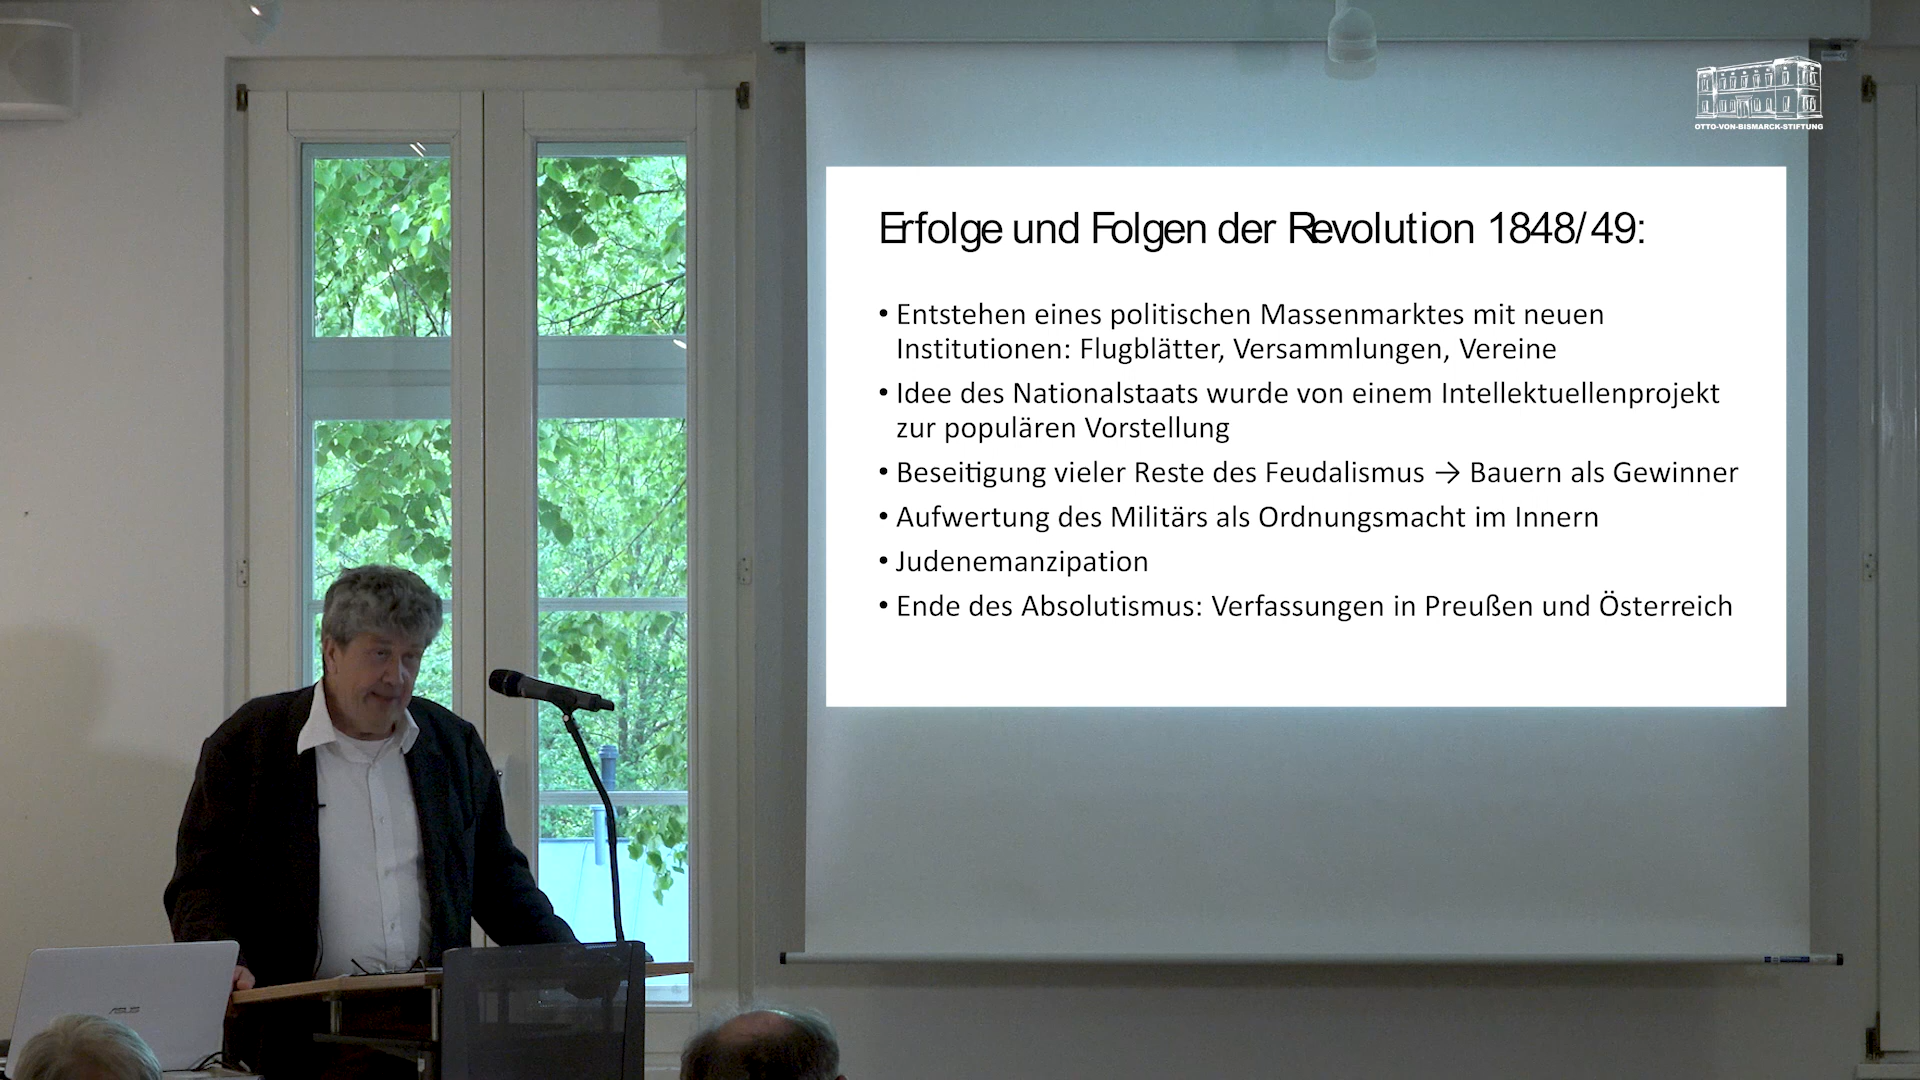 OTTO-VON-BISMARCK-STIFTUNG
Erfolge und Folgen der Revolution 1848/49:
• Entstehen eines politischen Massenmarktes mit neuen
Institutionen: Flugblätter, Versammlungen, Vereine
• Idee des Nationalstaats wurde von einem Intellektuellenprojekt
zur populären Vorstellung
• Beseitigung vieler Reste des Feudalismus → Bauern als Gewinner
• Aufwertung des Militärs als Ordnungsmacht im Innern
• Judenemanzipation
• Ende des Absolutismus: Verfassungen in Preußen und Österreich
ASUS